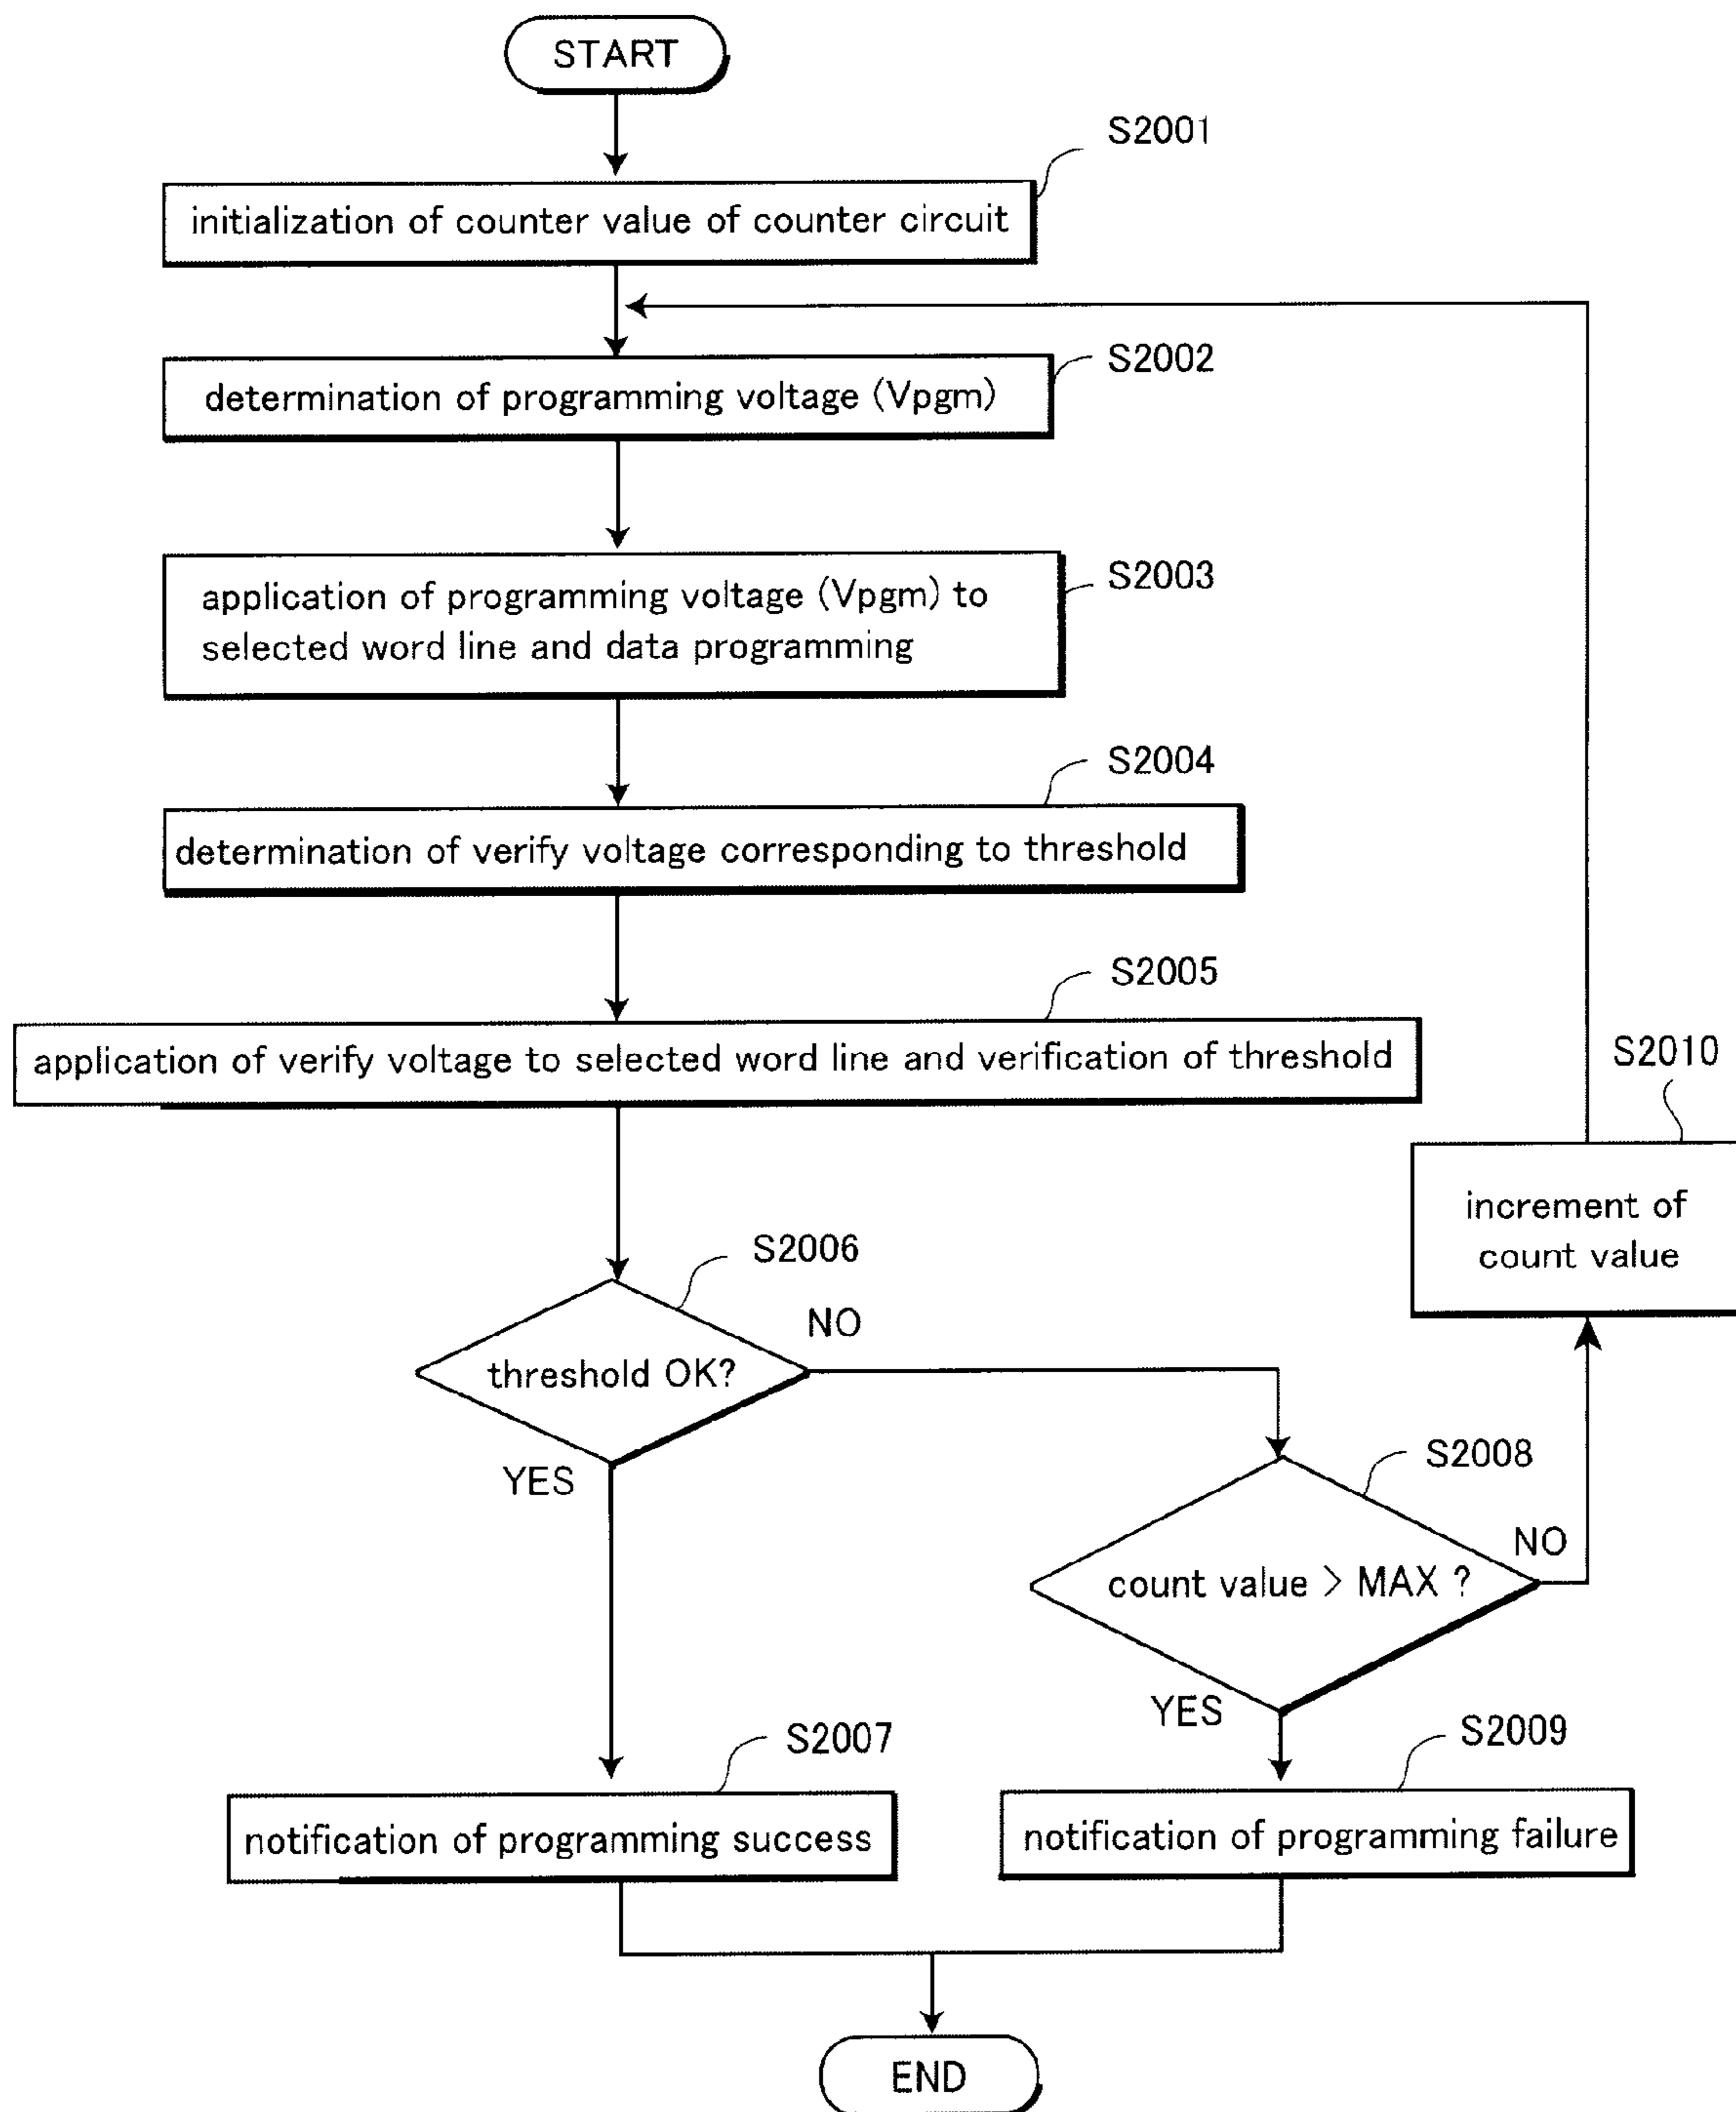 START
S2001
initialization of counter value of counter circuit
S2002
determination of programming voltage (Vpgm)
S2003
application of programming voltage (Vpgm) to
selected word line and data programming
S2004
determination of verify voltage corresponding to threshold
S2005
application of verify voltage to selected word line and verification of threshold
S2010
increment of
count value
S2006
NO
threshold OK?
YES
S2008
NO
count value > MAX ?
YES
S2007
notification of programming success
S2009
notification of programming failure
END